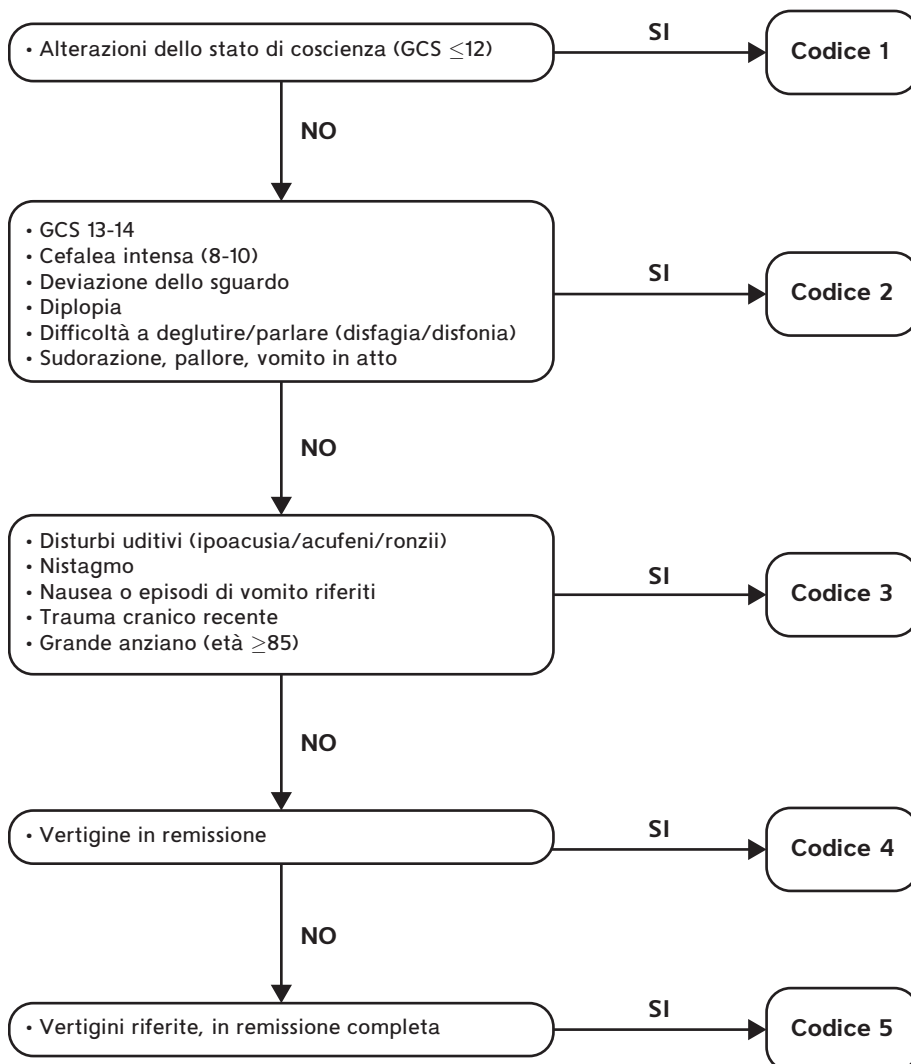 • Alterazioni dello stato di coscienza (GCS ≤12)
SI
Codice 1
NO
• GCS 13-14
• Cefalea intensa (8-10)
• Deviazione dello sguardo
• Diplopia
• Difficoltà a deglutire/parlare (disfagia/disfonia)
• Sudorazione, pallore, vomito in atto
SI
Codice 2
NO
• Disturbi uditivi (ipoacusia/acufeni/ronzii)
• Nistagmo
• Nausea o episodi di vomito riferiti
• Trauma cranico recente
• Grande anziano (età ≥85)
SI
Codice 3
NO
• Vertigine in remissione
SI
Codice 4
NO
• Vertigini riferite, in remissione completa
SI
Codice 5